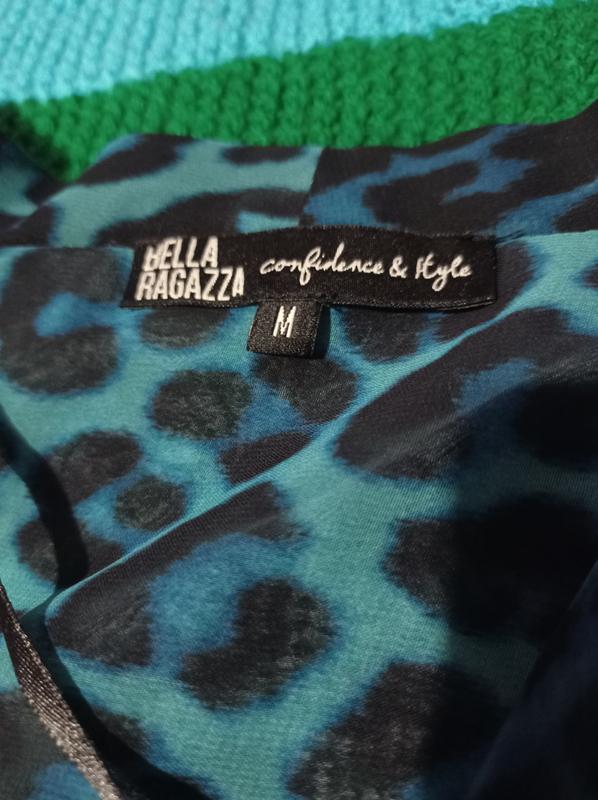 BELLA
RAGAZZA
confidence & style
M